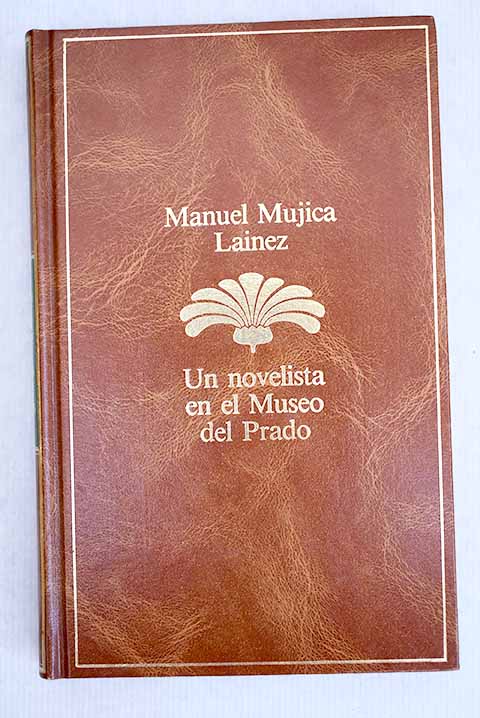 Manuel Mujica
Lainez
Un novelista
en el Museo
del Prado